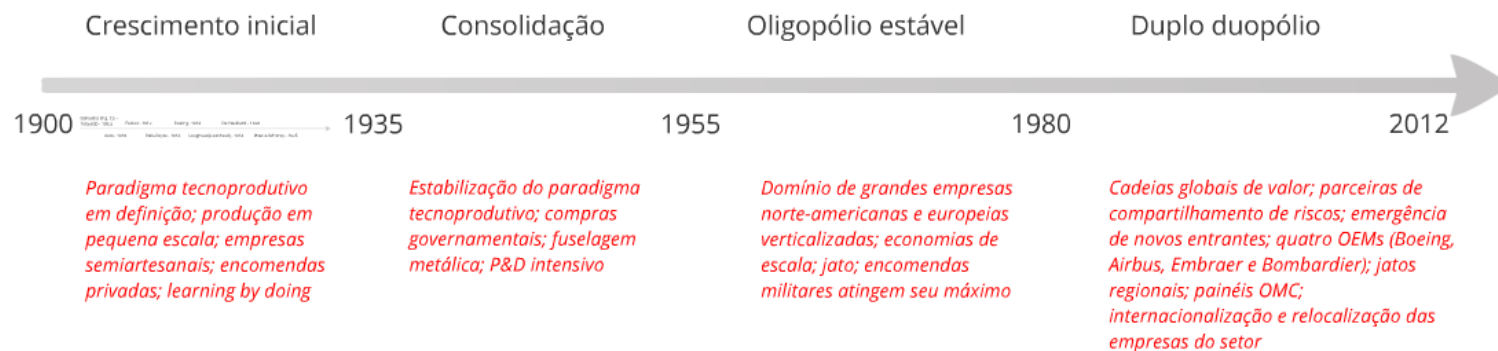 Crescimento inicial
Consolidação
Oligopólio estável
Duplo duopólio
1900
1935
1955
1980
2012
Paradigma tecnoprodutivo
em definição; produção em
pequena escala; empresas
semiartesanais; encomendas
privadas; learning by doing
Estabilização do paradigma
tecnoprodutivo; compras
governamentais; fuselagem
metálica; P&D intensivo
Domínio de grandes empresas
norte-americanas e europeias
verticalizadas; economias de
escala; jato; encomendas
militares atingem seu máximo
Cadeias globais de valor; parceiras de
compartilhamento de riscos; emergência
de novos entrantes; quatro OEMs (Boeing,
Airbus, Embraer e Bombardier); jatos
regionais; painéis OMC;
internacionalização e relocalização das
empresas do setor